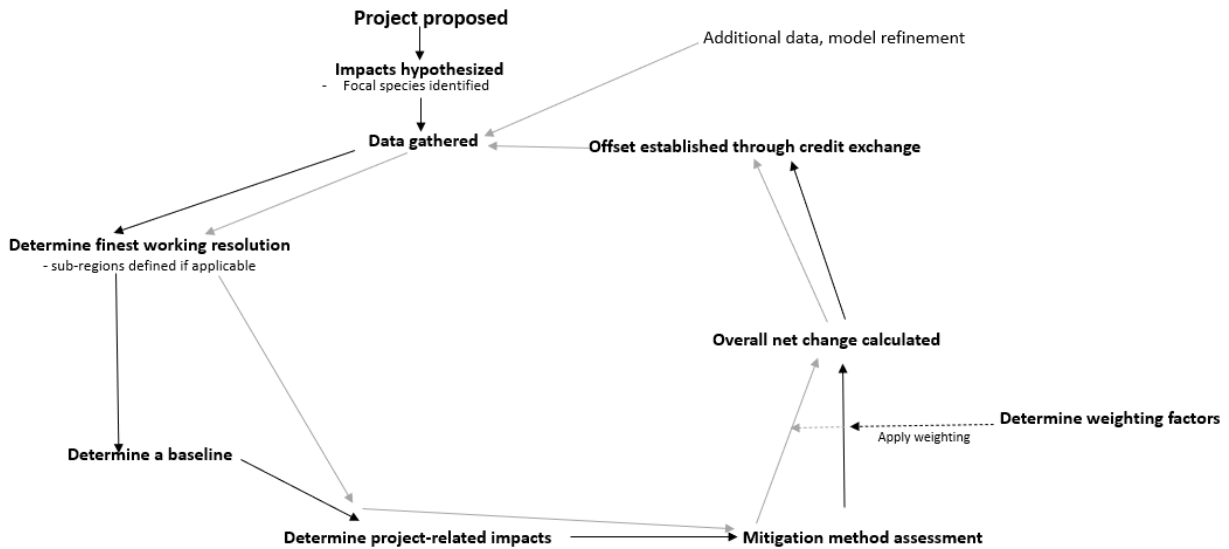 Project proposed
Additional data, model refinement
Impacts hypothesized
- Focal species identified
Data gathered
Offset established through credit exchange
Determine finest working resolution
- sub-regions defined if applicable
Overall net change calculated
Determine weighting factors
Apply weighting
Determine a baseline
Determine project-related impacts
Mitigation method assessment